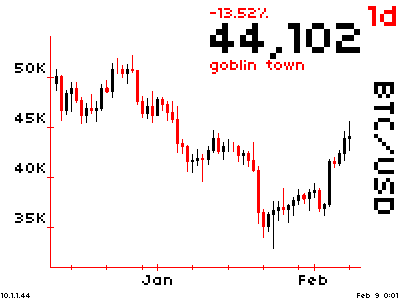 -13.52%
1d
44,102
goblin town
50K
45K
40K
35K
BTC/USD
Jan Feb
10.1.1.44
Feb 9 0:01